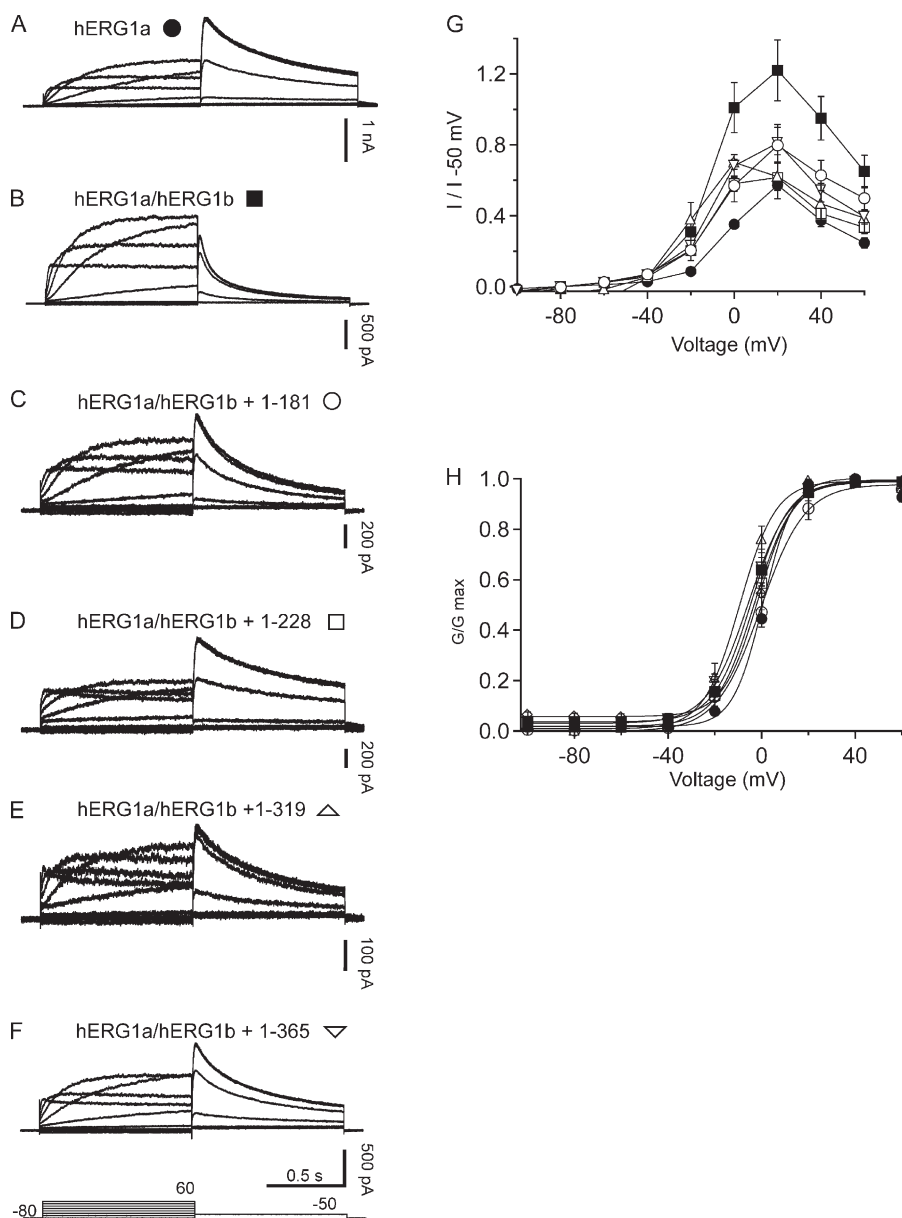 A
hERG1a
1 nA
B
hERG1a/hERG1b
500 pA
C
hERG1a/hERG1b + 1-181
200 pA
D
hERG1a/hERG1b + 1-228
200 pA
E
hERG1a/hERG1b +1-319
100 pA
F
hERG1a/hERG1b + 1-365
500 pA
0.5 s
60
-80
-50
G
I / I -50 mV
1.2
0.8
0.4
0.0
-80
-40
0
40
Voltage (mV)
H
G/G max
1.0
0.8
0.6
0.4
0.2
0.0
-80
-40
0
40
Voltage (mV)